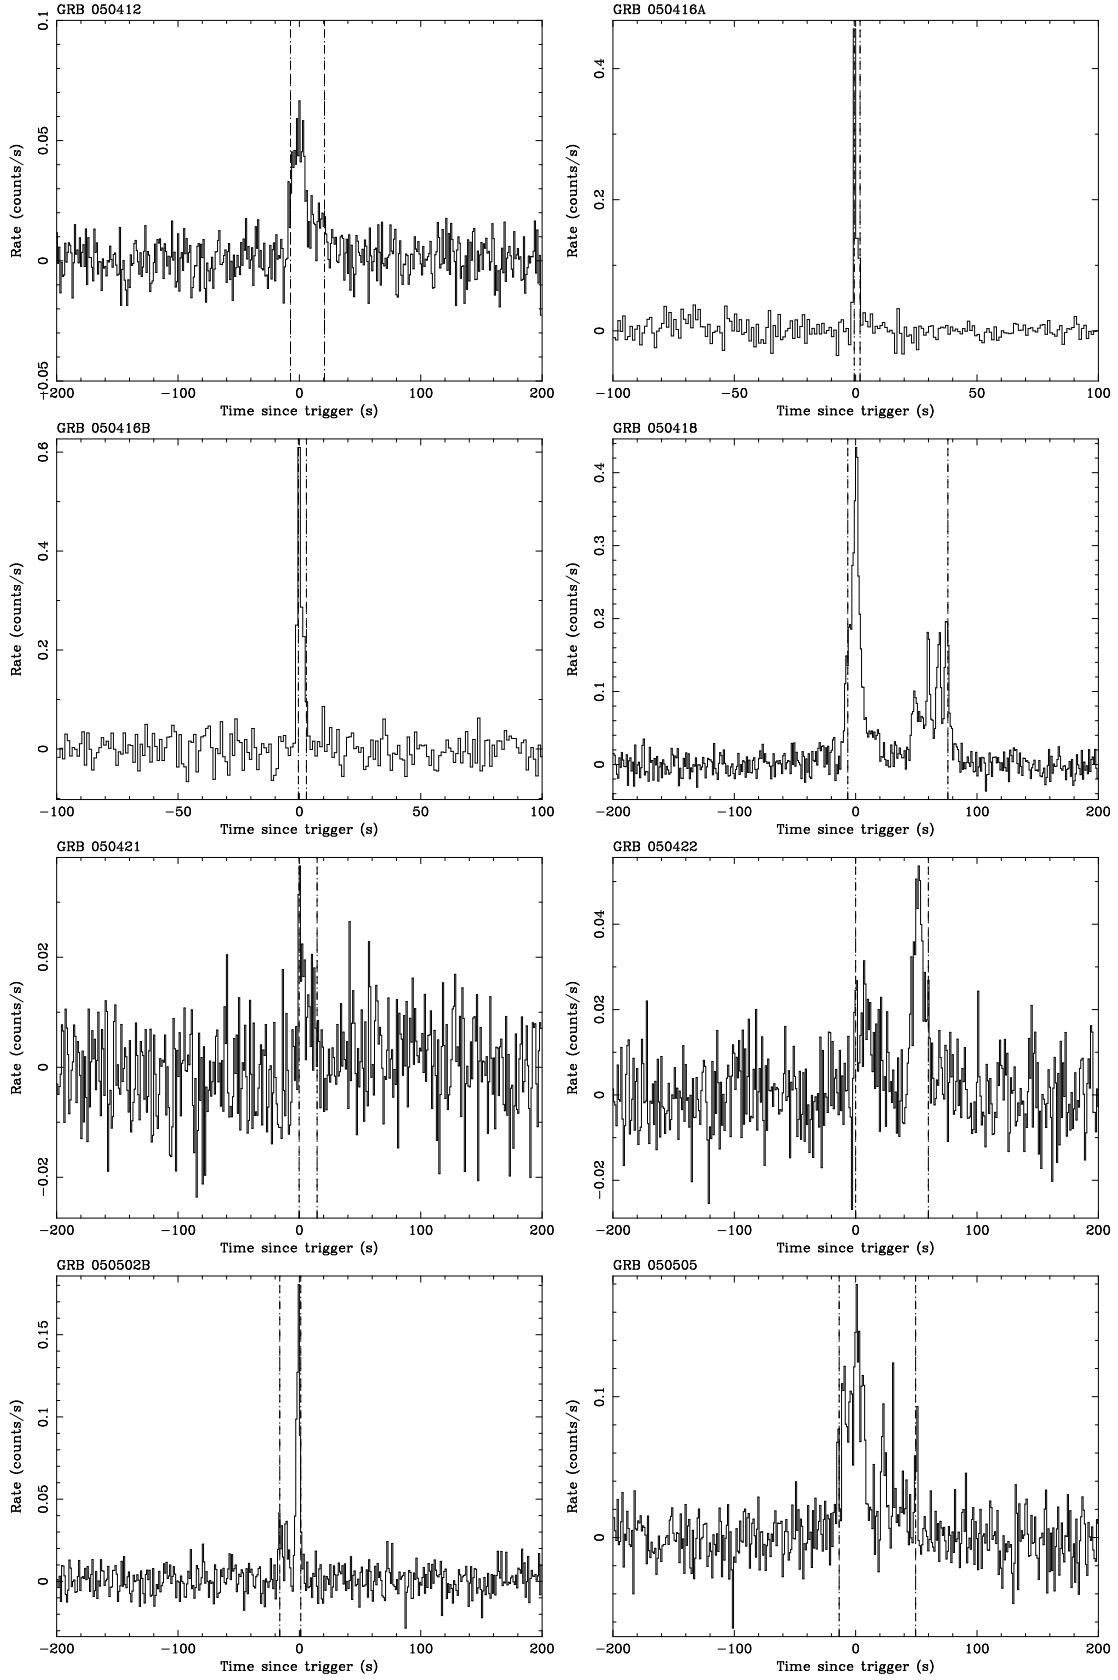 GRB 050412
GRB 050416A
0.1
0.05
0
+0.05
Rate (counts/s)
−200 −100 0 100 200
Time since trigger (s)
0.4
0.2
0
Rate (counts/s)
−100 −50 0 50 100
Time since trigger (s)
GRB 050416B
GRB 050418
0.6
0.4
0.2
0
Rate (counts/s)
−100 −50 0 50 100
Time since trigger (s)
0.4
0.3
0.2
0.1
0
Rate (counts/s)
−200 −100 0 100 200
Time since trigger (s)
GRB 050421
GRB 050422
0.02
0
−0.02
Rate (counts/s)
−200 −100 0 100 200
Time since trigger (s)
0.04
0.02
0
−0.02
Rate (counts/s)
−200 −100 0 100 200
Time since trigger (s)
GRB 050502B
GRB 050505
0.15
0.1
0.05
0
Rate (counts/s)
−200 −100 0 100 200
Time since trigger (s)
0.1
0
Rate (counts/s)
−200 −100 0 100 200
Time since trigger (s)